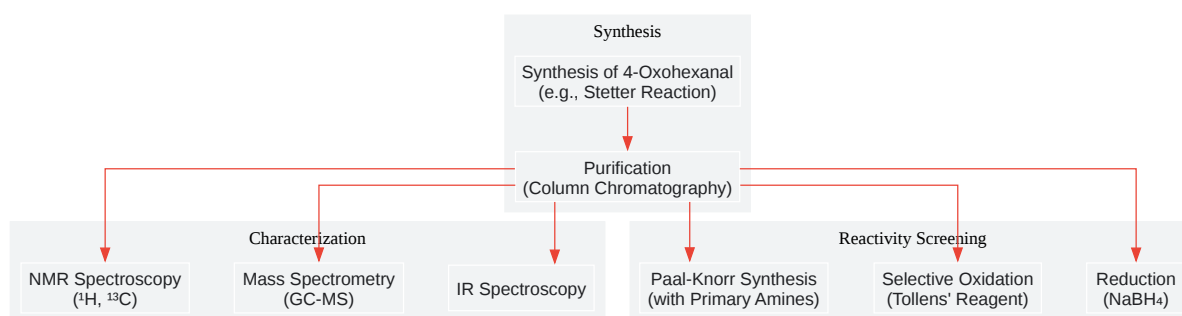 Synthesis
Synthesis of 4-Oxohexanal
(e.g., Stetter Reaction)
Purification
(Column Chromatography)
Characterization
NMR Spectroscopy
(¹H, ¹³C)
Mass Spectrometry
(GC-MS)
IR Spectroscopy
Reactivity Screening
Paal-Knorr Synthesis
(with Primary Amines)
Selective Oxidation
(Tollens' Reagent)
Reduction
(NaBH₄)